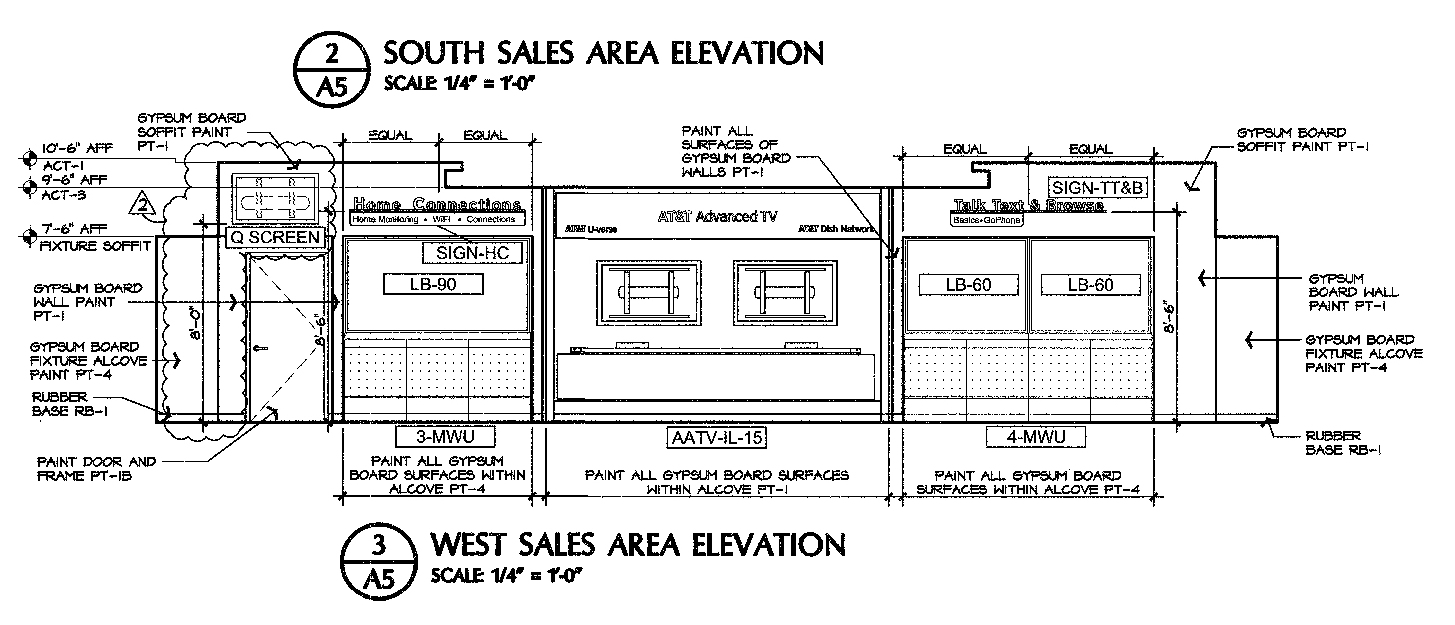 2
A5
SOUTH SALES AREA ELEVATION
SCALE: 1/4" = 1'-0"
GYPSUM BOARD
SOFFIT PAINT
PT-1
10'-6" AFF
ACT-1
9'-6" AFF
ACT-3
2
7'-6" AFF
FIXTURE SOFFIT
GYPSUM BOARD
WALL PAINT
PT-1
GYPSUM BOARD
FIXTURE ALCOVE
PAINT PT-4
RUBBER
BASE RB-1
PAINT DOOR AND
FRAME PT-1B
Q SCREEN
8'-0"
8'-6"
EQUAL
EQUAL
Home Connections
Home Monitoring • WiFi • Connections
SIGN-HC
LB-90
3-MWU
PAINT ALL GYPSUM
BOARD SURFACES WITHIN
ALCOVE PT-4
PAINT ALL
SURFACES OF
GYPSUM BOARD
WALLS PT-1
AT&T Advanced TV
AT&T U-verse
AT&T Dish Network
AATV-IL-15
PAINT ALL GYPSUM BOARD SURFACES
WITHIN ALCOVE PT-1
EQUAL
EQUAL
SIGN-TT&B
Talk Text & Browse
Basics•GoPhone
LB-60
LB-60
8'-6"
4-MWU
PAINT ALL GYPSUM BOARD
SURFACES WITHIN ALCOVE PT-4
GYPSUM BOARD
SOFFIT PAINT PT-1
GYPSUM
BOARD WALL
PAINT PT-1
GYPSUM BOARD
FIXTURE ALCOVE
PAINT PT-4
RUBBER
BASE RB-1
3
A5
WEST SALES AREA ELEVATION
SCALE: 1/4" = 1'-0"